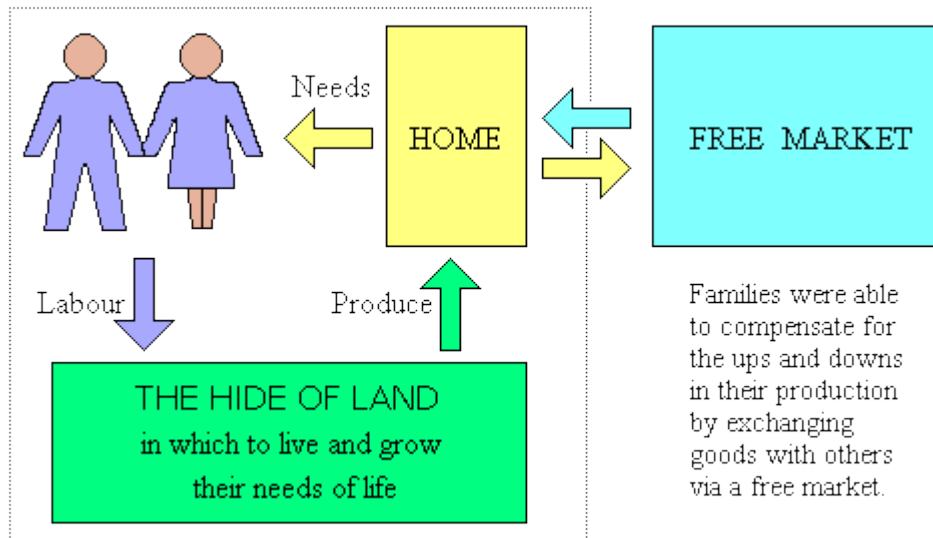 Needs
HOME
FREE MARKET
Labour
Produce
THE HIDE OF LAND
in which to live and grow
their needs of life
Families were able
to compensate for
the ups and downs
in their production
by exchanging
goods with others
via a free market.